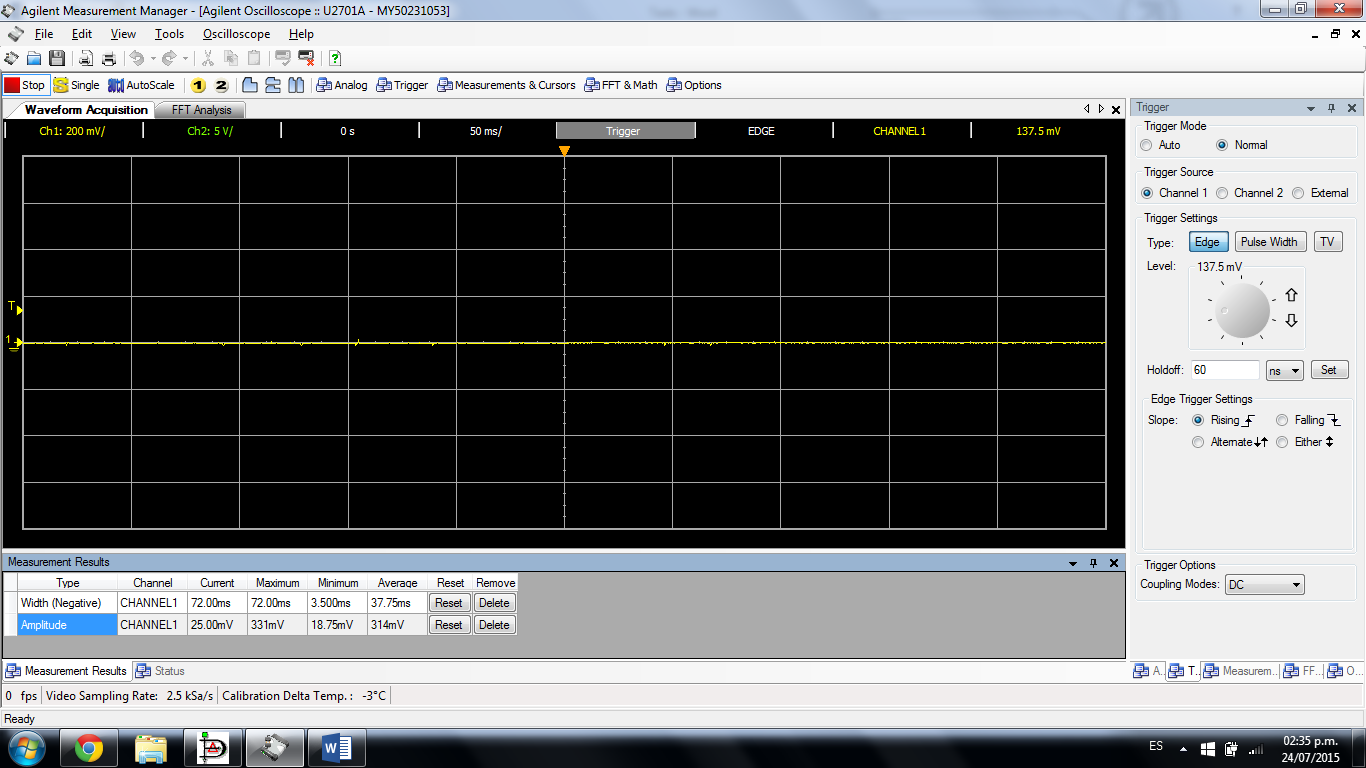 Agilent Measurement Manager - [Agilent Oscilloscope :: U2701A - MY50231053]
File Edit View Tools Oscilloscope Help
Stop Single AutoScale 1 2 Analog Trigger Measurements & Cursors FFT & Math Options
Waveform Acquisition FFT Analysis
Ch1: 200 mV/ Ch2: 5 V/ 0 s 50 ms/ Trigger EDGE CHANNEL1 137.5 mV
T
1
Trigger
Trigger Mode
Auto Normal
Trigger Source
Channel 1 Channel 2 External
Trigger Settings
Type: Edge Pulse Width TV
Level: 137.5 mV
Holdoff: 60 ns Set
Edge Trigger Settings
Slope: Rising Falling
Alternate Either
Trigger Options
Coupling Modes: DC
A.. T.. Measurem... FF... O...
Measurement Results
Type Channel Current Maximum Minimum Average Reset Remove
Width (Negative) CHANNEL1 72.00ms 72.00ms 3.500ms 37.75ms Reset Delete
Amplitude CHANNEL1 25.00mV 331mV 18.75mV 314mV Reset Delete
Measurement Results Status
0 fps Video Sampling Rate: 2.5 kSa/s Calibration Delta Temp. : -3°C
Ready
ES 02:35 p.m.
24/07/2015